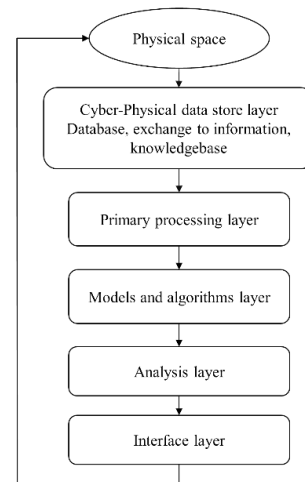 Physical space
Cyber-Physical data store layer
Database, exchange to information,
knowledgebase
Primary processing layer
Models and algorithms layer
Analysis layer
Interface layer